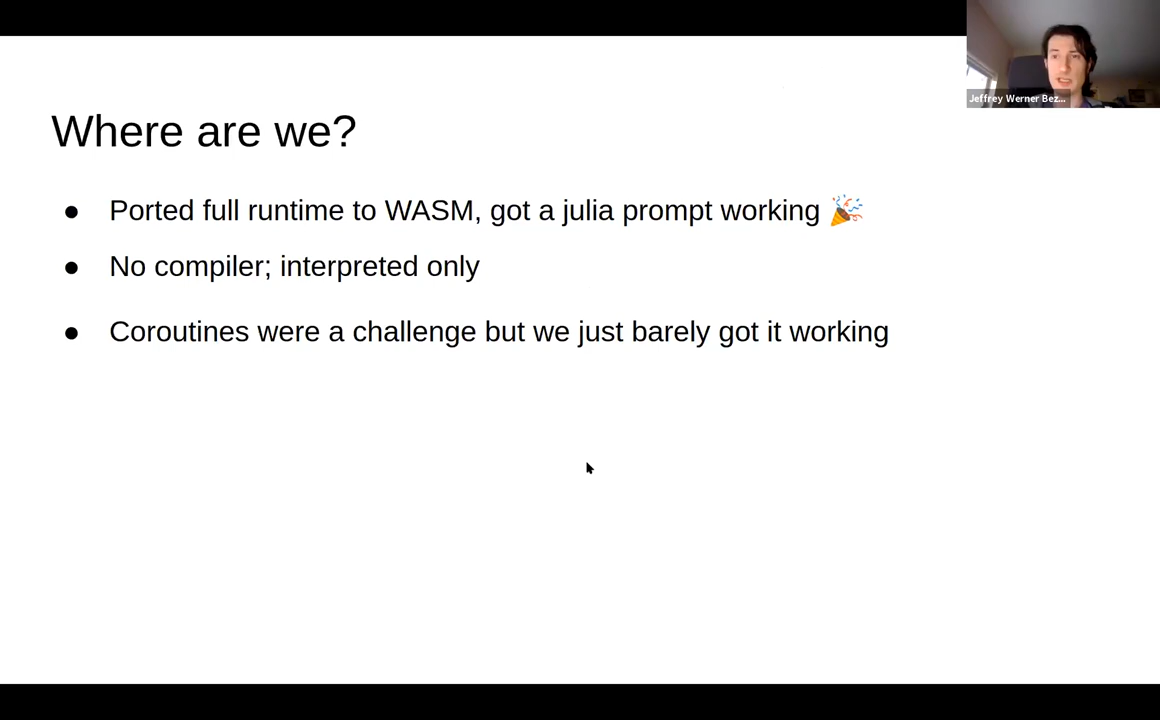 Jeffrey Werner Bez...
Where are we?
● Ported full runtime to WASM, got a julia prompt working 🎉
● No compiler; interpreted only
● Coroutines were a challenge but we just barely got it working